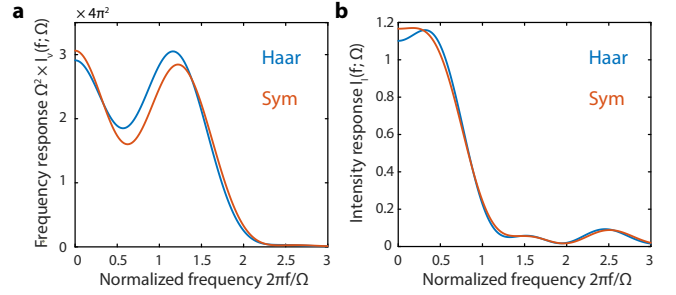 a
× 4π²
Frequency response Ω² × Iᵥ(f; Ω)
3
2
1
0
Haar
Sym
0 0.5 1 1.5 2 2.5 3
Normalized frequency 2πf/Ω
b
Intensity response Iₗ(f; Ω)
1.2
1
0.8
0.6
0.4
0.2
0
Haar
Sym
0 0.5 1 1.5 2 2.5 3
Normalized frequency 2πf/Ω